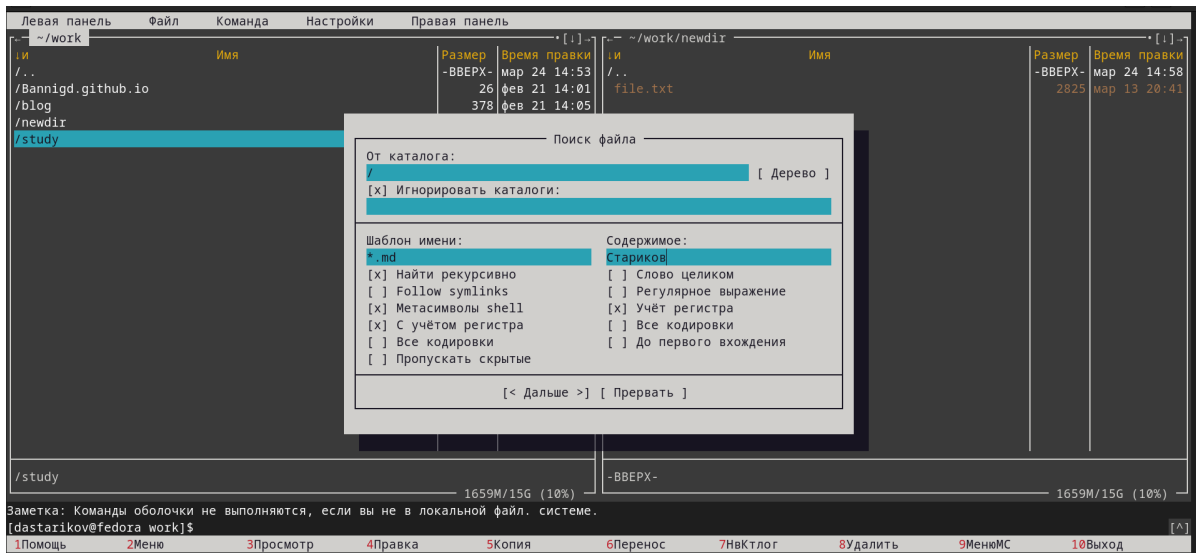 Левая панель Файл Команда Настройки Правая панель
~/work •[↓] ~/work/newdir •[↓]
↓и Имя Размер Время правки ↓и Имя Размер Время правки
/.. -ВВЕРХ- мар 24 14:53 /.. -ВВЕРХ- мар 24 14:58
/Bannigd.github.io 26 фев 21 14:01 file.txt 2825 мар 13 20:41
/blog 378 фев 21 14:05
/newdir
/study
Поиск файла
От каталога:
/ [ Дерево ]
[x] Игнорировать каталоги:
Шаблон имени: Содержимое:
*.md Стариков
[x] Найти рекурсивно [ ] Слово целиком
[ ] Follow symlinks [ ] Регулярное выражение
[x] Метасимволы shell [x] Учёт регистра
[x] С учётом регистра [ ] Все кодировки
[ ] Все кодировки [ ] До первого вхождения
[ ] Пропускать скрытые
[< Дальше >] [ Прервать ]
/study -ВВЕРХ-
1659M/15G (10%) 1659M/15G (10%)
Заметка: Команды оболочки не выполняются, если вы не в локальной файл. системе.
[dastarikov@fedora work]$ [^]
1Помощь 2Меню 3Просмотр 4Правка 5Копия 6Перенос 7НвКтлог 8Удалить 9МенюМС 10Выход